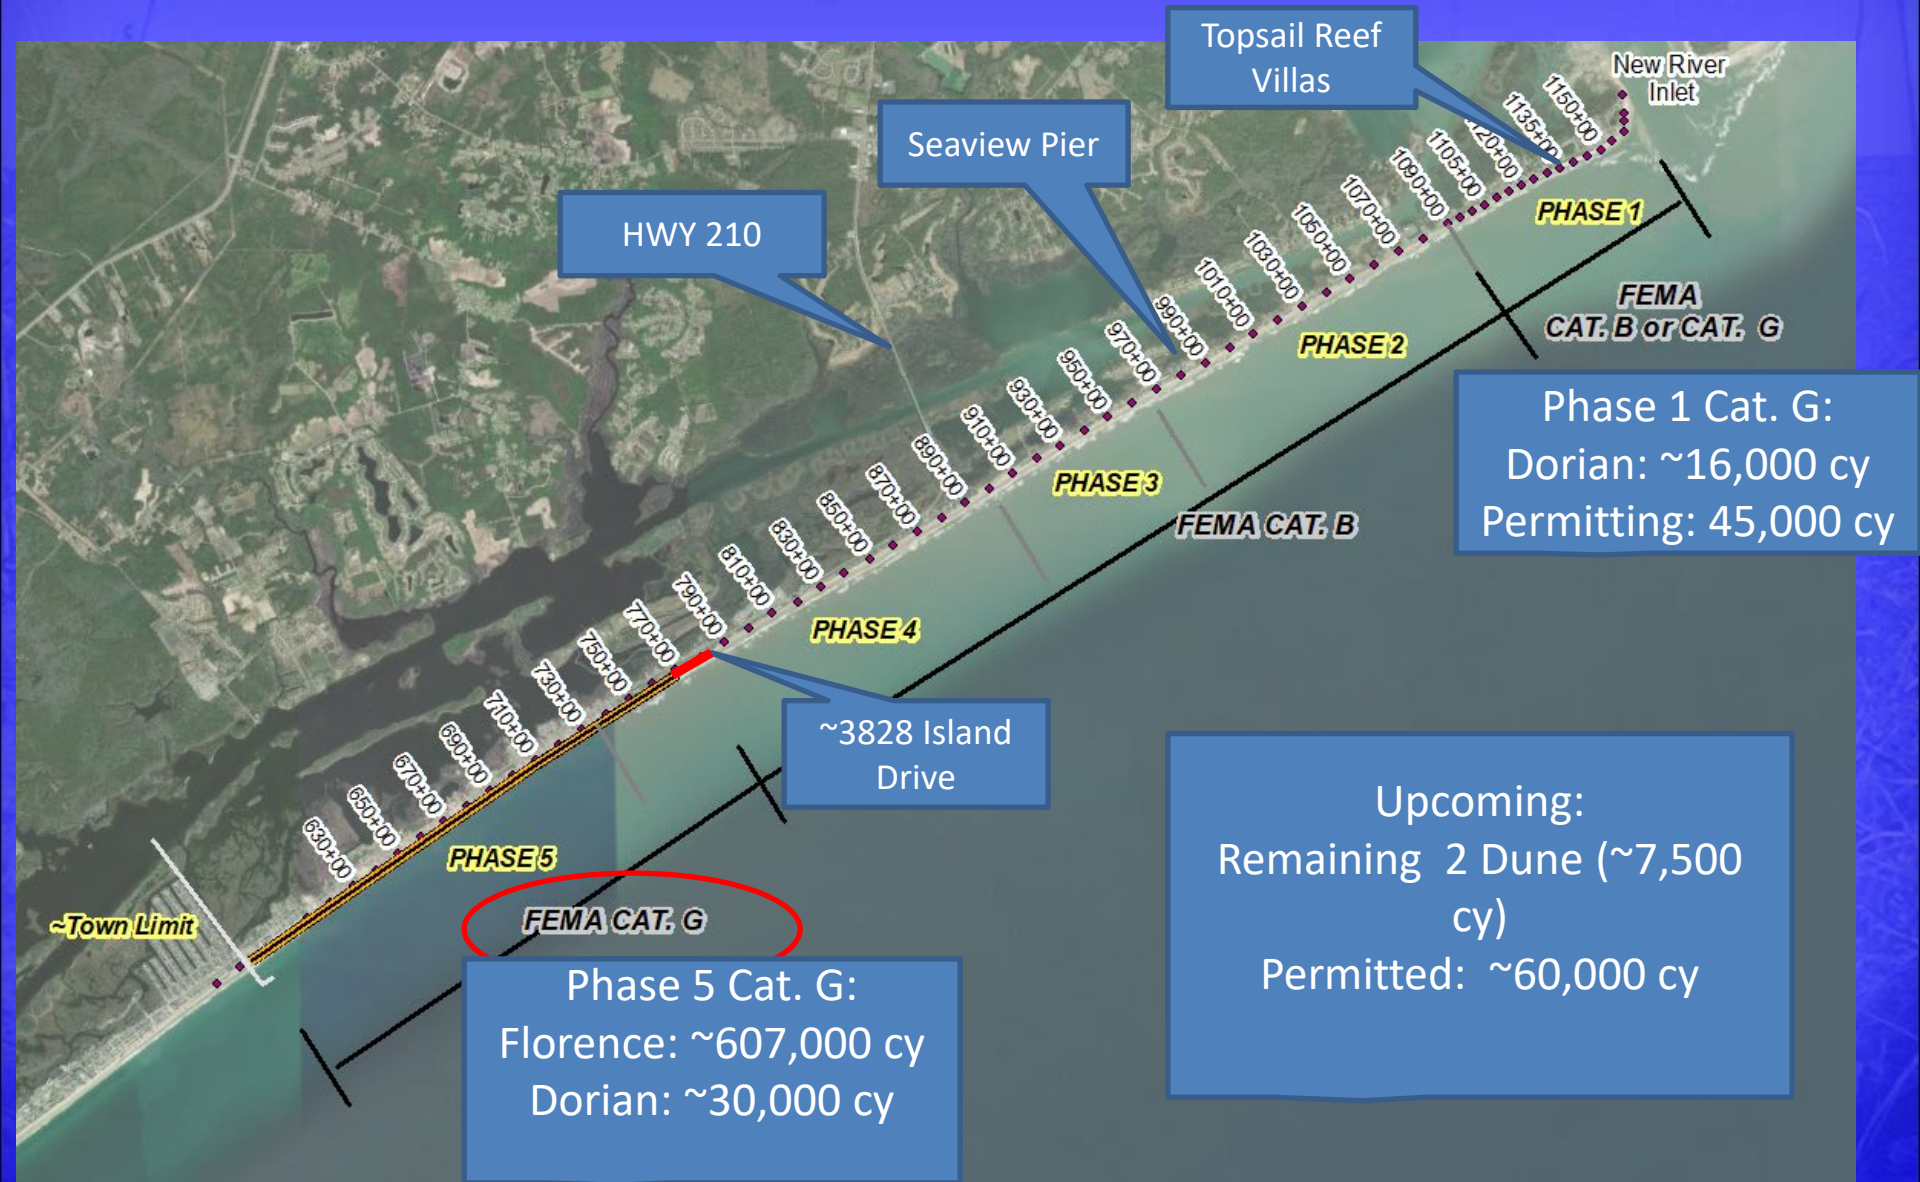 Topsail Reef
Villas
New River
Inlet
Seaview Pier
HWY 210
1150+00
1135+00
1120+00
1105+00
1090+00
1070+00
1050+00
1030+00
1010+00
990+00
970+00
950+00
930+00
910+00
890+00
870+00
850+00
830+00
810+00
790+00
770+00
750+00
730+00
710+00
690+00
670+00
650+00
630+00
PHASE 1
FEMA
CAT. B or CAT. G
PHASE 2
Phase 1 Cat. G:
Dorian: ~16,000 cy
Permitting: 45,000 cy
PHASE 3
FEMA CAT. B
PHASE 4
~3828 Island
Drive
PHASE 5
~Town Limit
FEMA CAT. G
Phase 5 Cat. G:
Florence: ~607,000 cy
Dorian: ~30,000 cy
Upcoming:
Remaining 2 Dune (~7,500
cy)
Permitted: ~60,000 cy